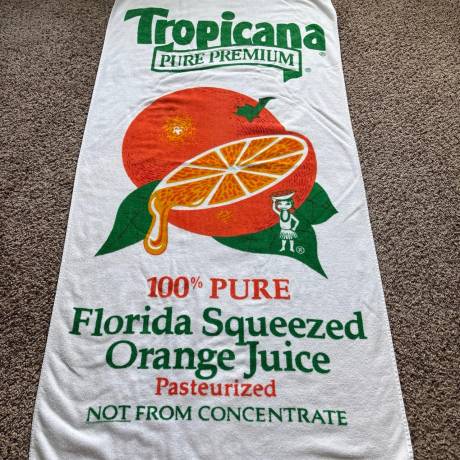 Tropicana
PURE PREMIUM®
®
®
100% PURE
Florida Squeezed
Orange Juice
Pasteurized
NOT FROM CONCENTRATE